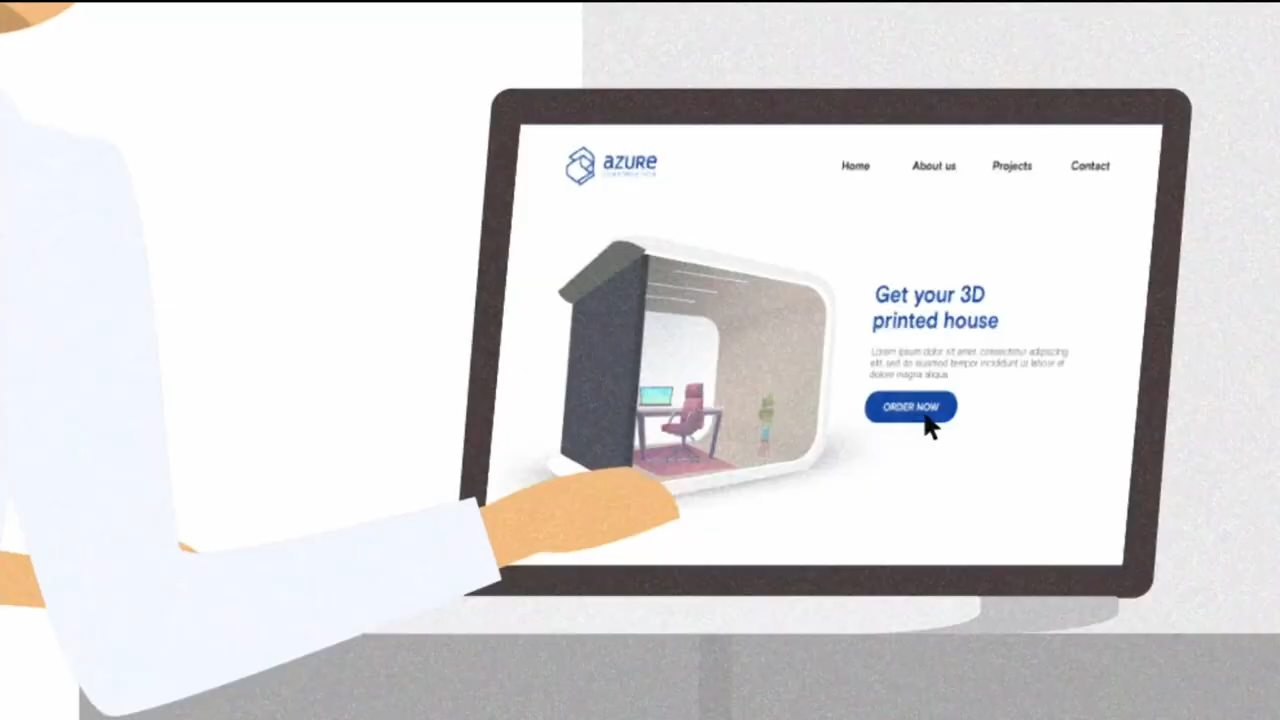 azure
Home
About us
Projects
Contact
Get your 3D
printed house
Lorem ipsum dolor sit amet, consectetur adipiscing
elit, sed do eiusmod tempor incididunt ut labore et
dolore magna aliqua.
ORDER NOW